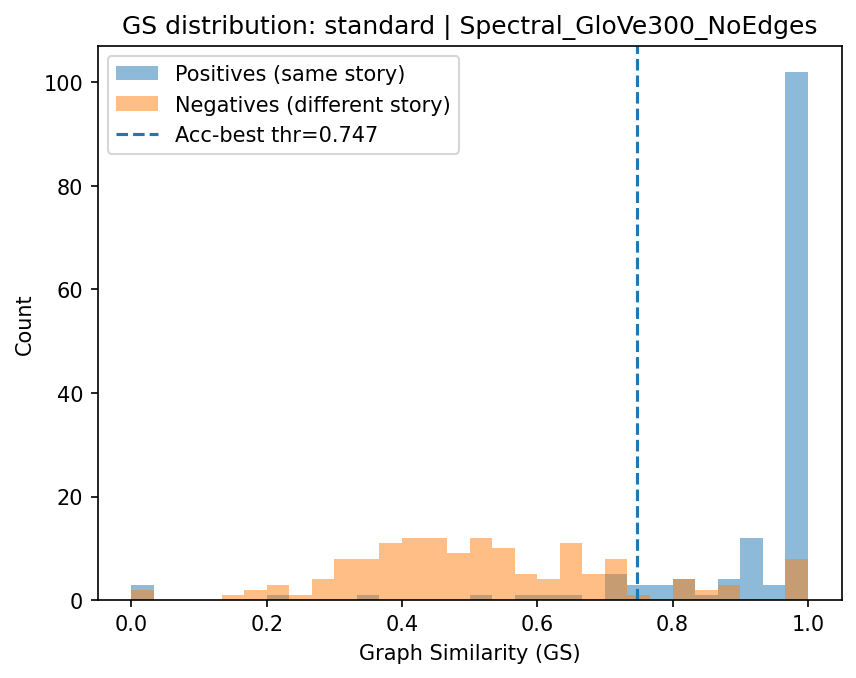 GS distribution: standard | Spectral_GloVe300_NoEdges
Positives (same story)
Negatives (different story)
Acc-best thr=0.747
100
80
60
40
20
0
Count
0.0 0.2 0.4 0.6 0.8 1.0
Graph Similarity (GS)